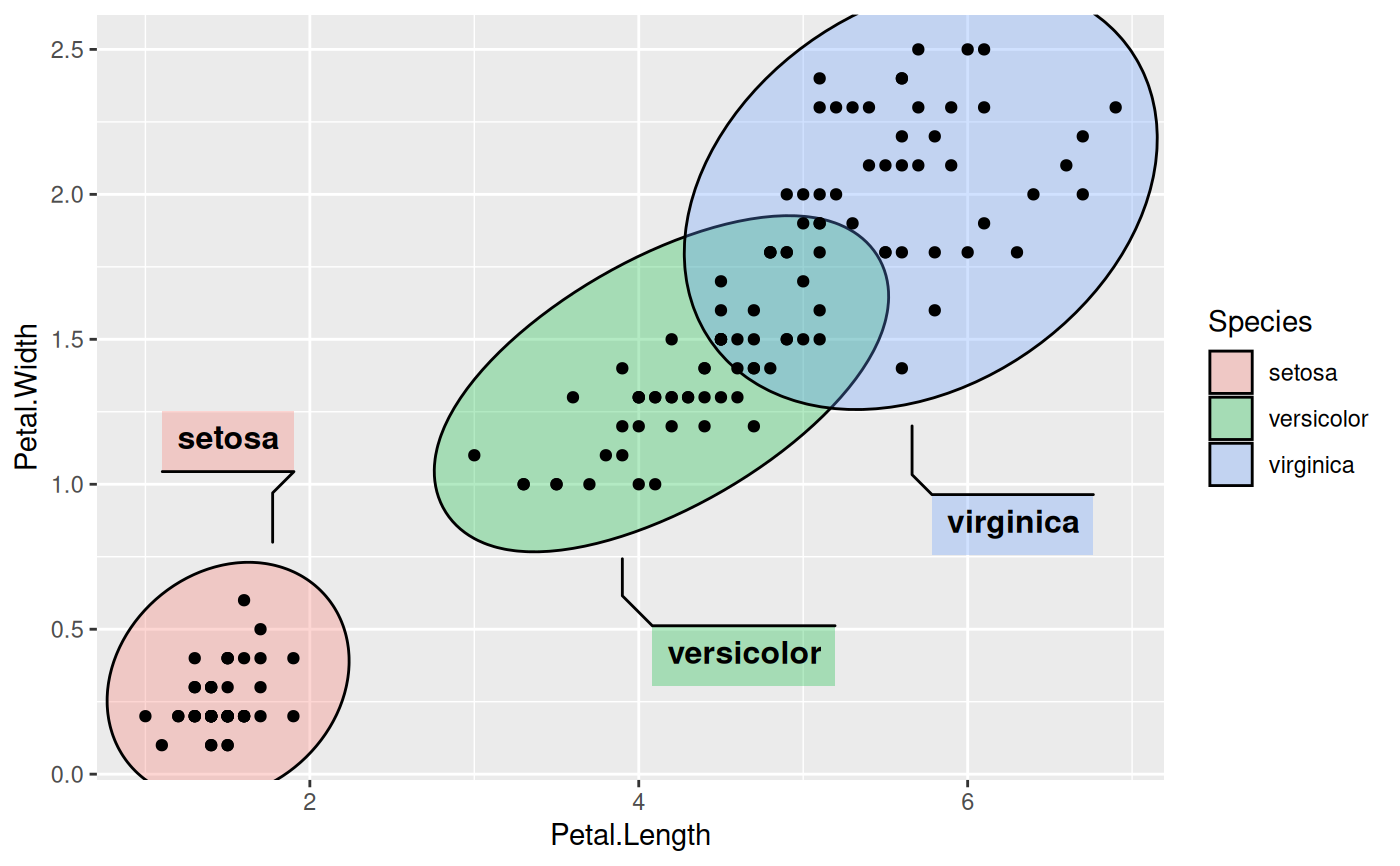 2.5
2.0
1.5
1.0
0.5
0.0
Petal.Width
setosa
versicolor
virginica
2
4
6
Petal.Length
Species
setosa
versicolor
virginica